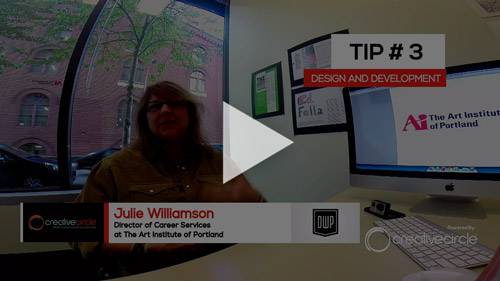 TIP # 3
DESIGN AND DEVELOPMENT
Ed
Fella
Ai The Art Institute
of Portland
creativecircle
Julie Williamson
Director of Career Services
at The Art Institute of Portland
DWP
Powered By:
creativecircle